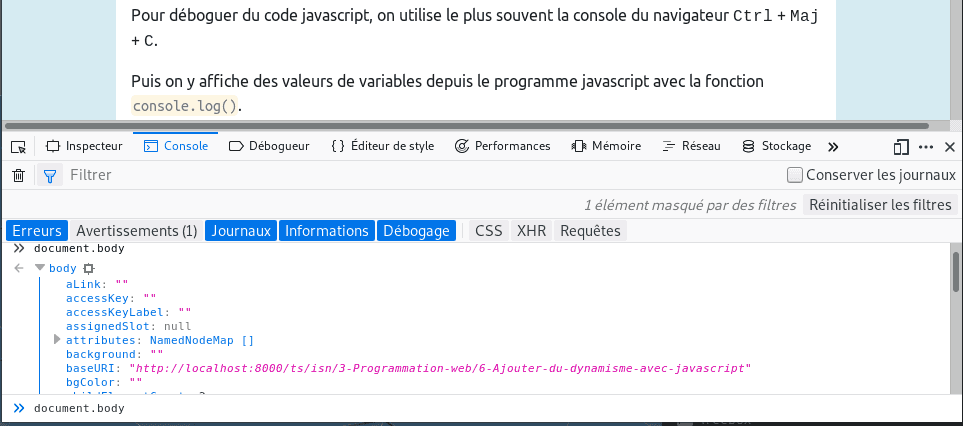 Pour déboguer du code javascript, on utilise le plus souvent la console du navigateur Ctrl + Maj
+ C.
Puis on y affiche des valeurs de variables depuis le programme javascript avec la fonction
console.log().
Inspecteur Console Débogueur {} Éditeur de style Performances Mémoire Réseau Stockage
Filtrer Conserver les journaux
1 élément masqué par des filtres Réinitialiser les filtres
Erreurs Avertissements (1) Journaux Informations Débogage CSS XHR Requêtes
document.body
body
aLink: ""
accessKey: ""
accessKeyLabel: ""
assignedSlot: null
attributes: NamedNodeMap []
background: ""
baseURI: "http://localhost:8000/ts/isn/3-Programmation-web/6-Ajouter-du-dynamisme-avec-javascript"
bgColor: ""
document.body